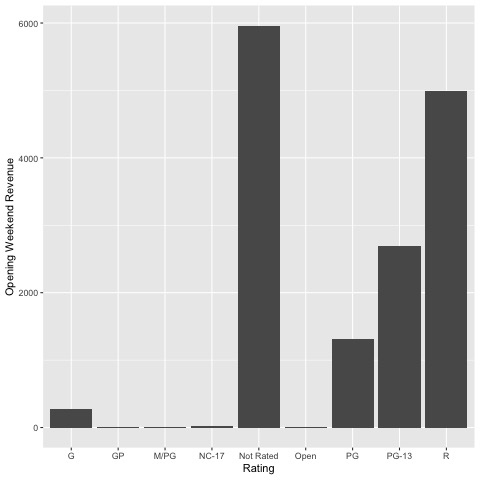 Opening Weekend Revenue
6000
4000
2000
0
G GP M/PG NC-17 Not Rated Open PG PG-13 R
Rating